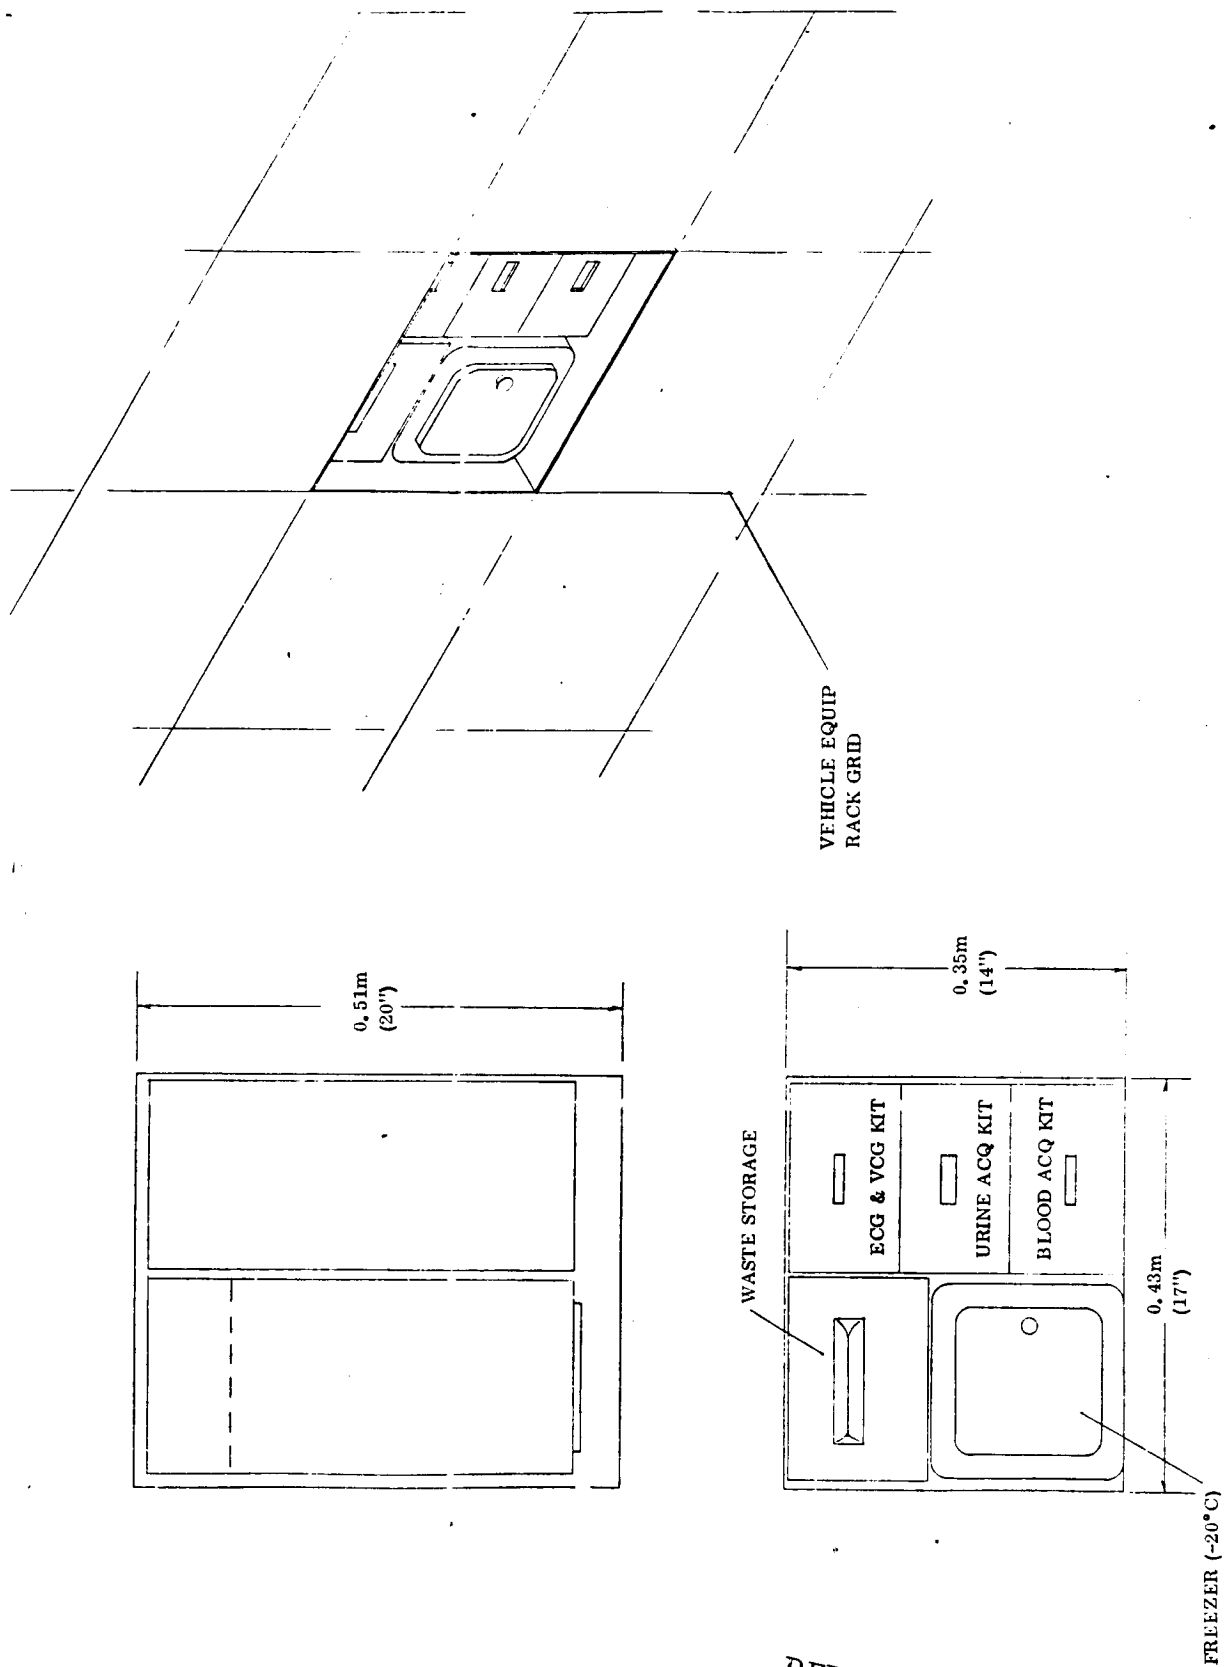 0.51m
(20")
VEHICLE EQUIP
RACK GRID
WASTE STORAGE
ECG & VCG KIT
URINE ACQ KIT
BLOOD ACQ KIT
0.35m
(14")
0.43m
(17")
FREEZER (-20°C)